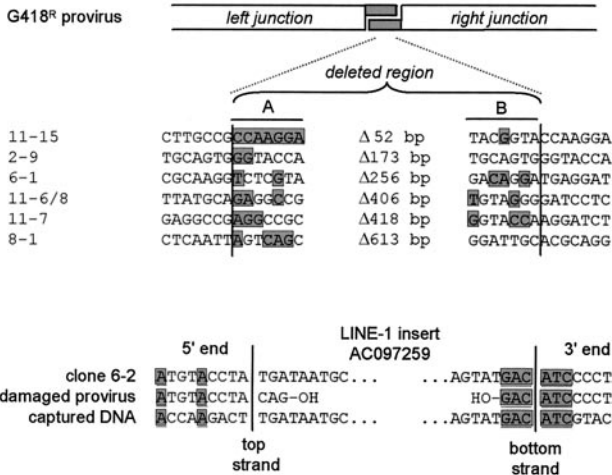 G418R provirus
left junction
right junction
deleted region
A
B
11-15 CTTGCCGCCAAGGA Δ52 bp TACGGTACCAAGGA
2-9 TGCAGTGGGTACCA Δ173 bp TGCAGTGGGTACCA
6-1 CGCAAGGTCTCGTA Δ256 bp GACAGGATGAGGAT
11-6/8 TTATGCAGAGGCCG Δ406 bp TGTAGGGGATCCTC
11-7 GAGGCCGAGGCCGC Δ418 bp GGTACCAAGGATCT
8-1 CTCAATTAGTCAGC Δ613 bp GGATTGCACGCAGG
LINE-1 insert
5' end AC097259 3' end
clone 6-2 ATGTACCTA TGATAATGC... ...AGTATGAC ATCCCCT
damaged provirus ATGTACCTA CAG-OH HO-GAC ATCCCCT
captured DNA ACCAAGACT TGATAATGC... ...AGTATGAC ATCGTAC
top strand
bottom strand